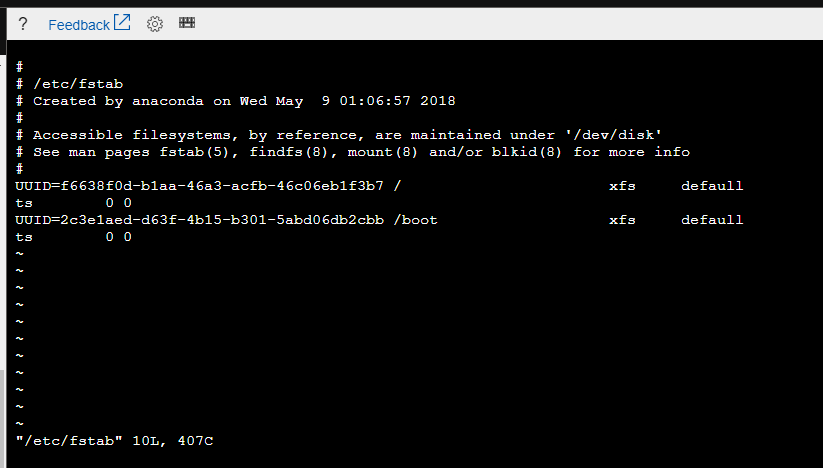 ? Feedback
#
# /etc/fstab
# Created by anaconda on Wed May  9 01:06:57 2018
#
# Accessible filesystems, by reference, are maintained under '/dev/disk'
# See man pages fstab(5), findfs(8), mount(8) and/or blkid(8) for more info
#
UUID=f6638f0d-b1aa-46a3-acfb-46c06eb1f3b7 /                       xfs     defaull
ts        0 0
UUID=2c3e1aed-d63f-4b15-b301-5abd06db2cbb /boot                   xfs     defaull
ts        0 0
~
~
~
~
~
~
~
~
~
~
~
"/etc/fstab" 10L, 407C